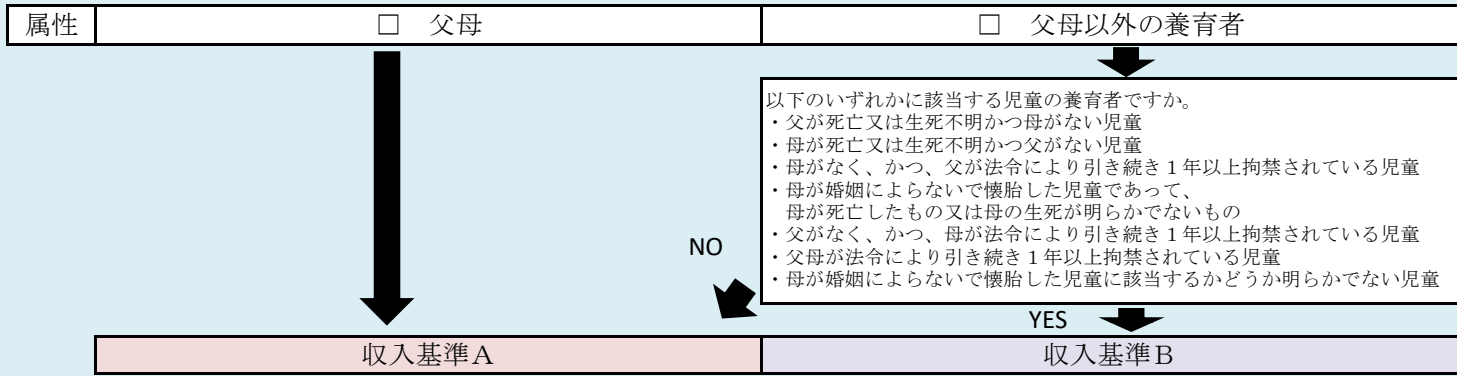 属性 □ 父母 □ 父母以外の養育者
以下のいずれかに該当する児童の養育者ですか。
・父が死亡又は生死不明かつ母がない児童
・母が死亡又は生死不明かつ父がない児童
・母がなく、かつ、父が法令により引き続き１年以上拘禁されている児童
・母が婚姻によらないで懐胎した児童であって、
母が死亡したもの又は母の生死が明らかでないもの
・父がなく、かつ、母が法令により引き続き１年以上拘禁されている児童
・父母が法令により引き続き１年以上拘禁されている児童
・母が婚姻によらないで懐胎した児童に該当するかどうか明らかでない児童
NO
YES
収入基準Ａ 収入基準Ｂ